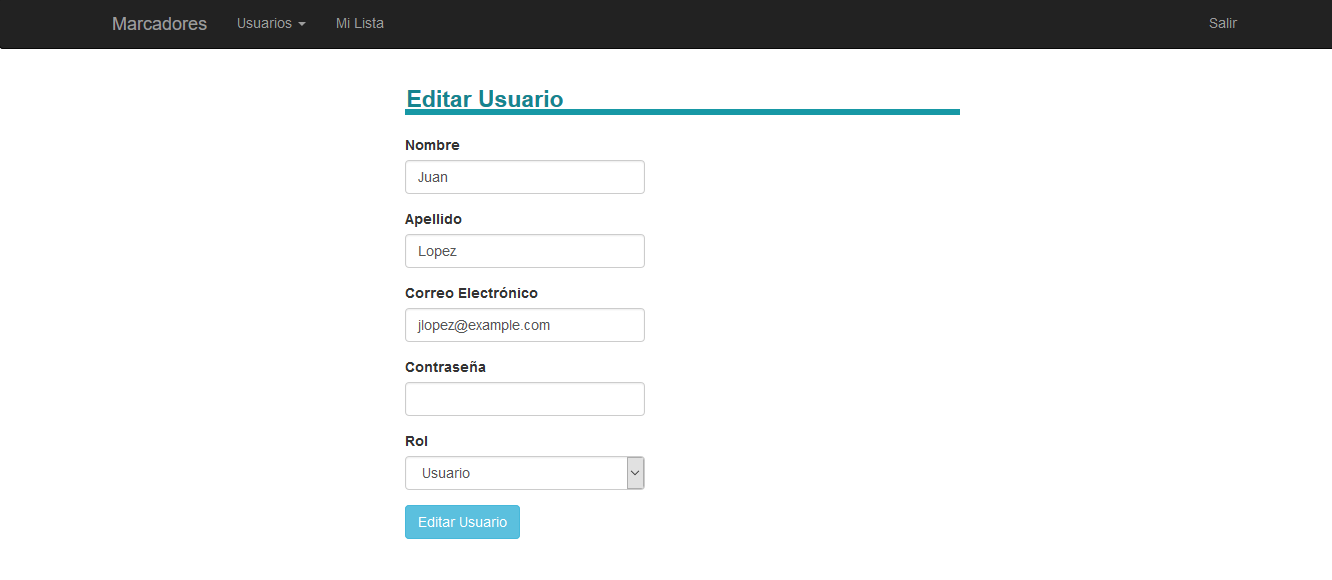 Marcadores Usuarios Mi Lista Salir
Editar Usuario
Nombre
Juan
Apellido
Lopez
Correo Electrónico
jlopez@example.com
Contraseña
Rol
Usuario
Editar Usuario